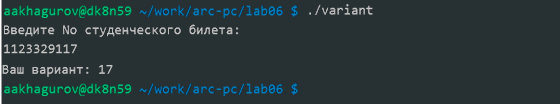 aakhagurov@dk8n59 ~/work/arc-pc/lab06 $ ./variant
Введите No студенческого билета:
1123329117
Ваш вариант: 17
aakhagurov@dk8n59 ~/work/arc-pc/lab06 $